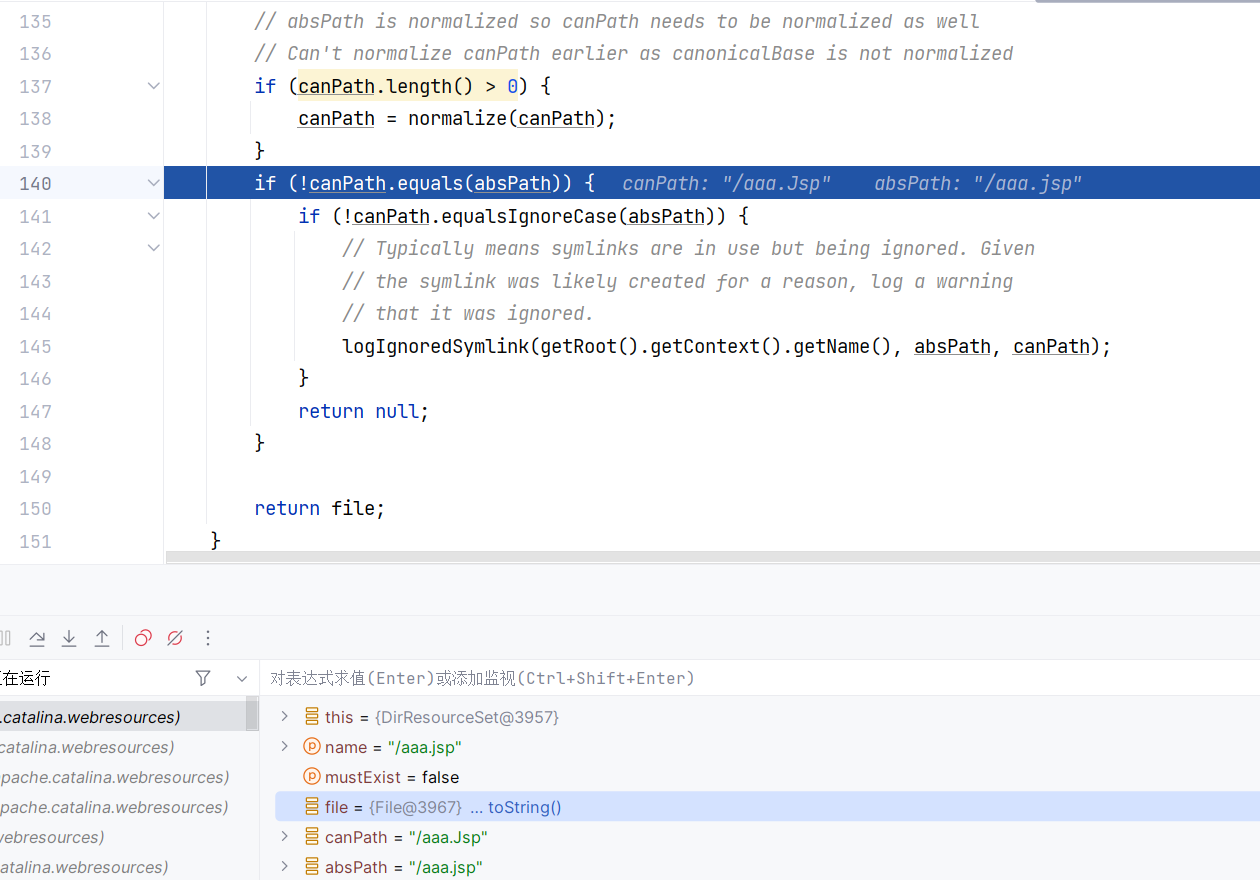 135 // absPath is normalized so canPath needs to be normalized as well
136 // Can't normalize canPath earlier as canonicalBase is not normalized
137 if (canPath.length() > 0) {
138 canPath = normalize(canPath);
139 }
140 if (!canPath.equals(absPath)) { canPath: "/aaa.Jsp" absPath: "/aaa.jsp"
141 if (!canPath.equalsIgnoreCase(absPath)) {
142 // Typically means symlinks are in use but being ignored. Given
143 // the symlink was likely created for a reason, log a warning
144 // that it was ignored.
145 logIgnoredSymlink(getRoot().getContext().getName(), absPath, canPath);
146 }
147 return null;
148 }
149
150 return file;
151 }
在运行
对表达式求值(Enter)或添加监视(Ctrl+Shift+Enter)
.catalina.webresources)
catalina.webresources)
pache.catalina.webresources)
pache.catalina.webresources)
webresources)
atalina.webresources)
this = {DirResourceSet@3957}
name = "/aaa.jsp"
mustExist = false
file = {File@3967} ... toString()
canPath = "/aaa.Jsp"
absPath = "/aaa.jsp"